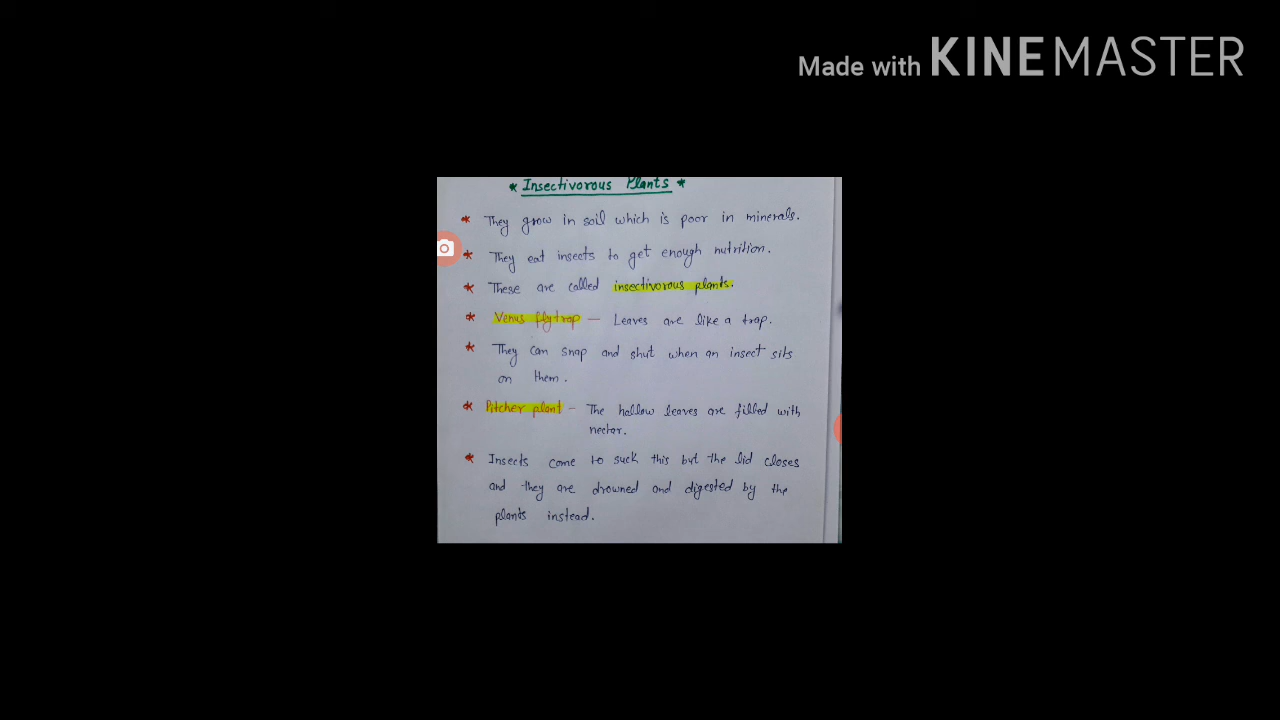 Made with KINEMASTER
* Insectivorous Plants *
* They grow in soil which is poor in minerals.
* They eat insects to get enough nutrition.
* These are called insectivorous plants.
* Venus flytrap — Leaves are like a trap.
* They can snap and shut when an insect sits
on them.
* Pitcher plant – The hallow leaves are filled with
nectar.
* Insects come to suck this but the lid closes
and they are drowned and digested by the
plants instead.